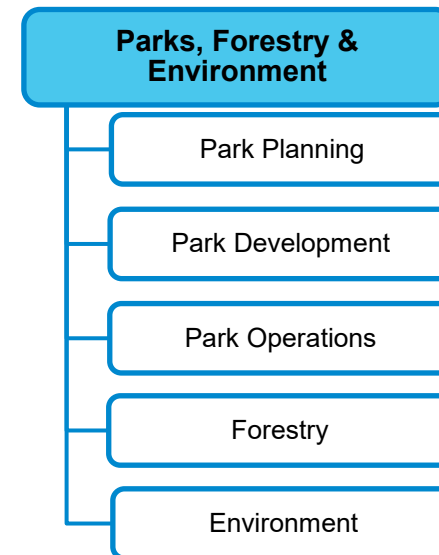 Parks, Forestry &
Environment
Park Planning
Park Development
Park Operations
Forestry
Environment